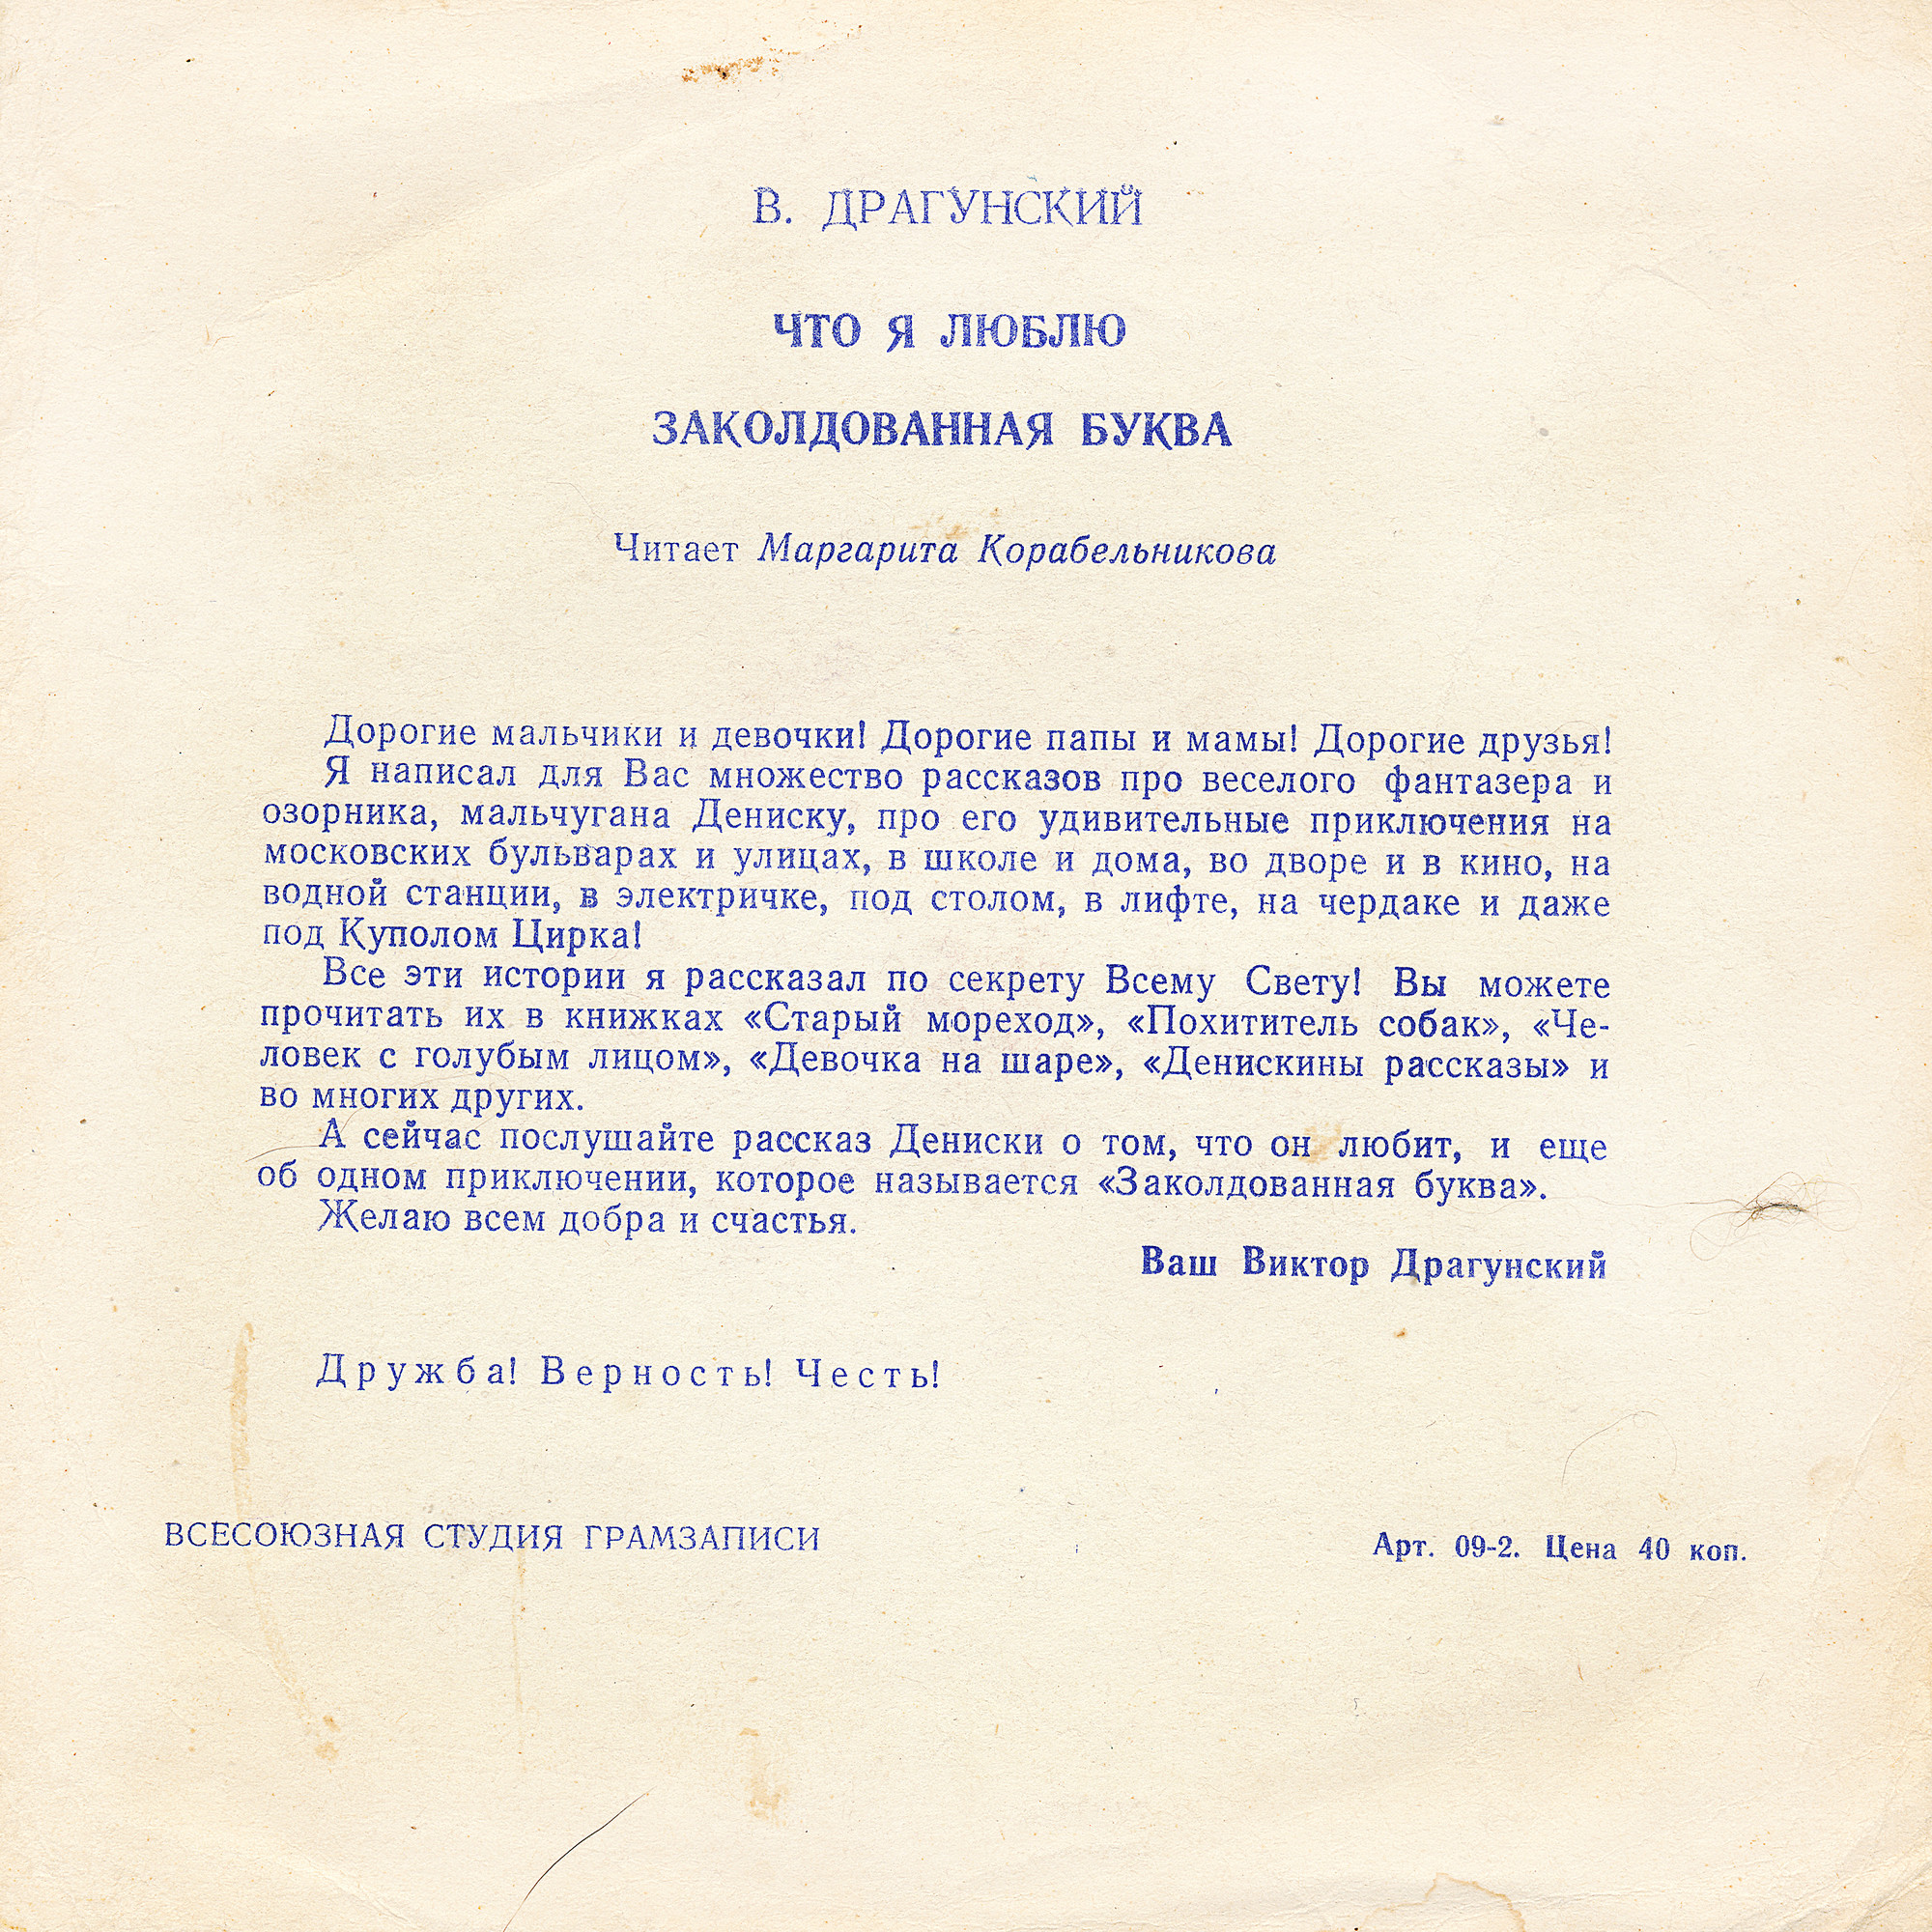 В. ДРАГУНСКИЙ
ЧТО Я ЛЮБЛЮ
ЗАКОЛДОВАННАЯ БУКВА
Читает Маргарита Корабельникова
Дорогие мальчики и девочки! Дорогие папы и мамы! Дорогие друзья!
Я написал для Вас множество рассказов про веселого фантазера и
озорника, мальчугана Дениску, про его удивительные приключения на
московских бульварах и улицах, в школе и дома, во дворе и в кино, на
водной станции, в электричке, под столом, в лифте, на чердаке и даже
под Куполом Цирка!
Все эти истории я рассказал по секрету Всему Свету! Вы можете
прочитать их в книжках «Старый мореход», «Похититель собак», «Че-
ловек с голубым лицом», «Девочка на шаре», «Денискины рассказы» и
во многих других.
А сейчас послушайте рассказ Дениски о том, что он любит, и еще
об одном приключении, которое называется «Заколдованная буква».
Желаю всем добра и счастья.
Ваш Виктор Драгунский
Дружба! Верность! Честь!
ВСЕСОЮЗНАЯ СТУДИЯ ГРАМЗАПИСИ
Арт. 09-2. Цена 40 коп.